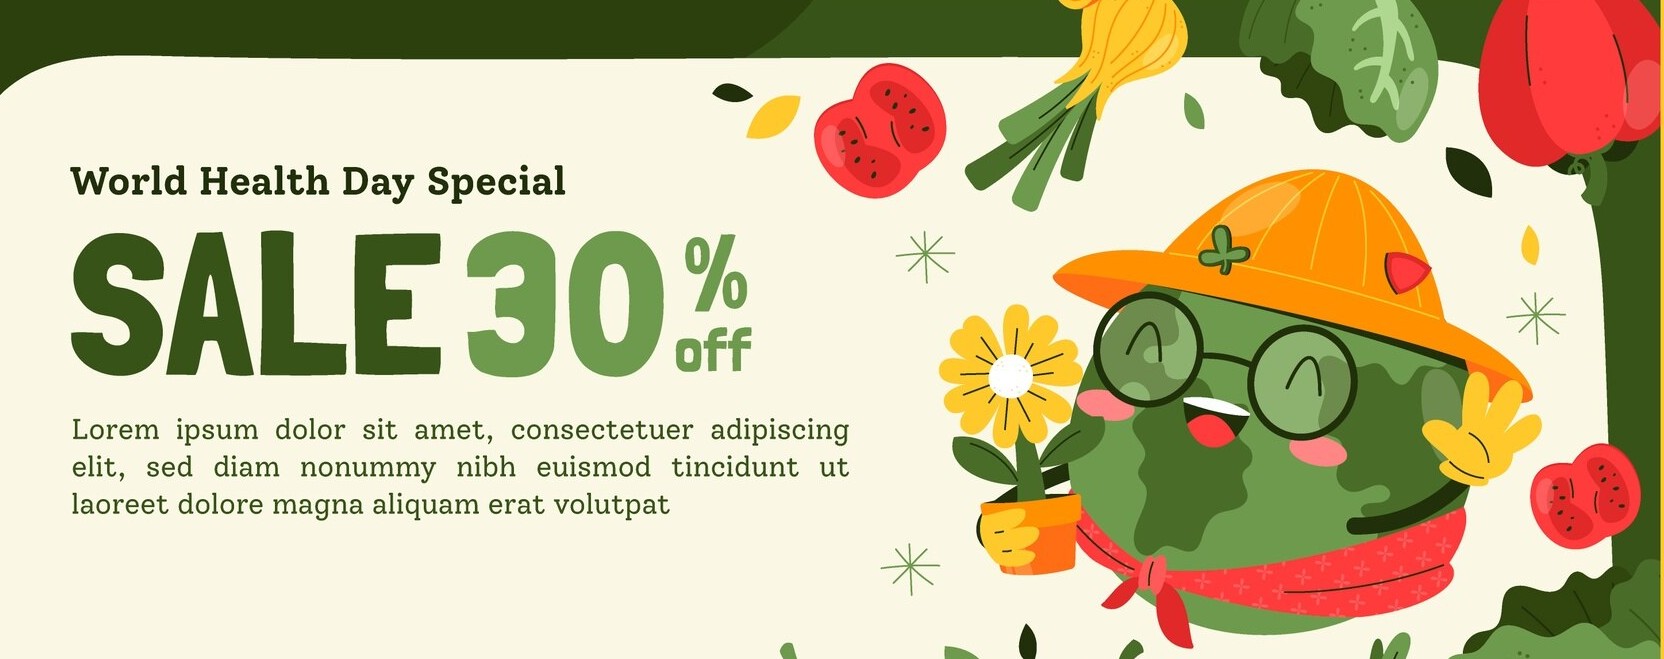 World Health Day Special
SALE 30% off
Lorem ipsum dolor sit amet, consectetuer adipiscing
elit, sed diam nonummy nibh euismod tincidunt ut
laoreet dolore magna aliquam erat volutpat